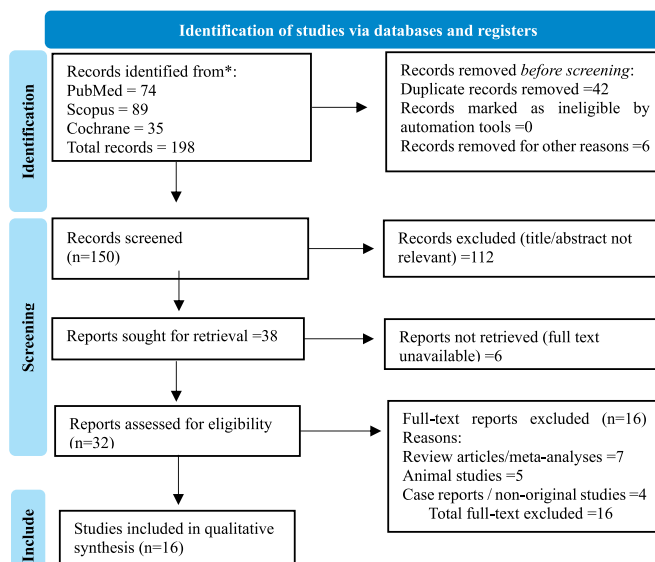 Identification of studies via databases and registers
Identification
Records identified from*:
PubMed = 74
Scopus = 89
Cochrane = 35
Total records = 198
Records removed before screening:
Duplicate records removed =42
Records marked as ineligible by
automation tools =0
Records removed for other reasons =6
Screening
Records screened
(n=150)
Records excluded (title/abstract not
relevant) =112
Reports sought for retrieval =38
Reports not retrieved (full text
unavailable) =6
Reports assessed for eligibility
(n=32)
Full-text reports excluded (n=16)
Reasons:
Review articles/meta-analyses =7
Animal studies =5
Case reports / non-original studies =4
Total full-text excluded =16
Include
Studies included in qualitative
synthesis (n=16)